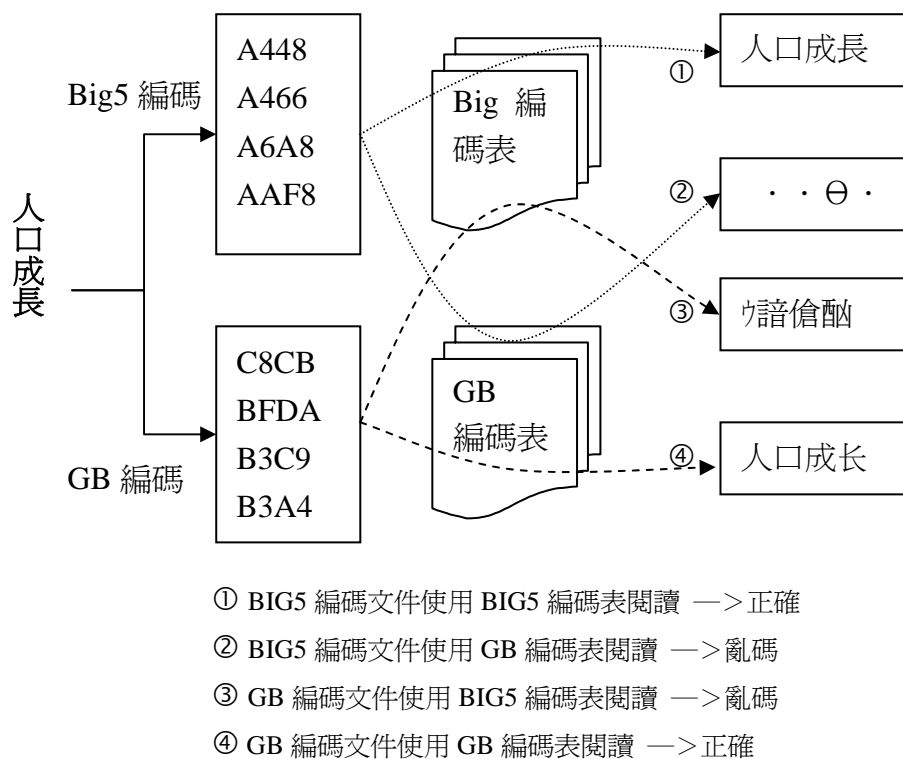 人口成長
Big5 編碼
A448
A466
A6A8
AAF8
GB 編碼
C8CB
BFDA
B3C9
B3A4
Big 編
碼表
GB
編碼表
①
人口成長
②
‧‧Θ‧
③
ｳ諳傖酗
④
人口成长
① BIG5 編碼文件使用 BIG5 編碼表閱讀 —>正確
② BIG5 編碼文件使用 GB 編碼表閱讀 —>亂碼
③ GB 編碼文件使用 BIG5 編碼表閱讀 —>亂碼
④ GB 編碼文件使用 GB 編碼表閱讀 —>正確